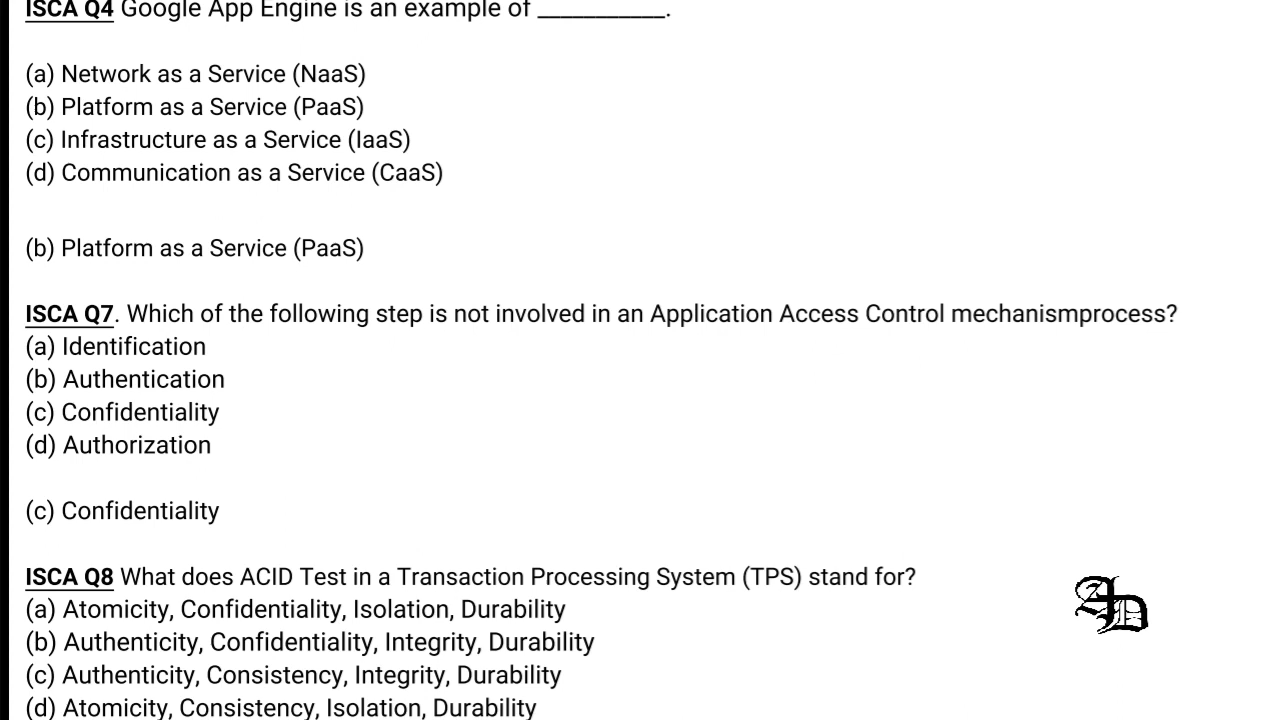 ISCA Q4 Google App Engine is an example of __________.
(a) Network as a Service (NaaS)
(b) Platform as a Service (PaaS)
(c) Infrastructure as a Service (IaaS)
(d) Communication as a Service (CaaS)
(b) Platform as a Service (PaaS)
ISCA Q7. Which of the following step is not involved in an Application Access Control mechanismprocess?
(a) Identification
(b) Authentication
(c) Confidentiality
(d) Authorization
(c) Confidentiality
ISCA Q8 What does ACID Test in a Transaction Processing System (TPS) stand for?
(a) Atomicity, Confidentiality, Isolation, Durability
(b) Authenticity, Confidentiality, Integrity, Durability
(c) Authenticity, Consistency, Integrity, Durability
(d) Atomicity, Consistency, Isolation, Durability
AD